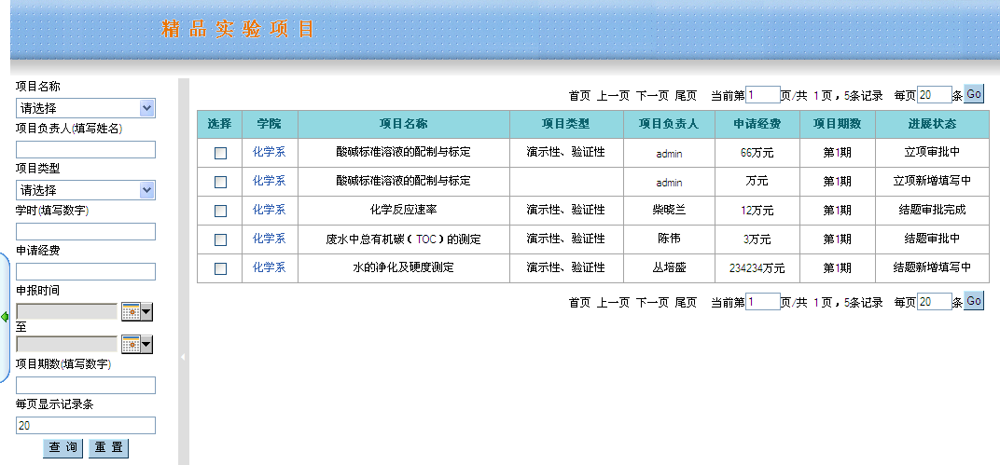 精品实验项目
项目名称
请选择
项目负责人(填写姓名)
项目类型
请选择
学时(填写数字)
申请经费
申报时间
至
项目期数(填写数字)
每页显示记录条
20
查 询 重 置
首页 上一页 下一页 尾页 当前第1页/共 1页，5条记录 每页20条Go
选择 学院 项目名称 项目类型 项目负责人 申请经费 项目期数 进展状态
化学系 酸碱标准溶液的配制与标定 演示性、验证性 admin 66万元 第1期 立项审批中
化学系 酸碱标准溶液的配制与标定 admin 万元 第1期 立项新增填写中
化学系 化学反应速率 演示性、验证性 柴晓兰 12万元 第1期 结题审批完成
化学系 废水中总有机碳（TOC）的测定 演示性、验证性 陈伟 3万元 第1期 结题审批中
化学系 水的净化及硬度测定 演示性、验证性 丛培盛 234234万元 第1期 结题新增填写中
首页 上一页 下一页 尾页 当前第1页/共 1页，5条记录 每页20条Go